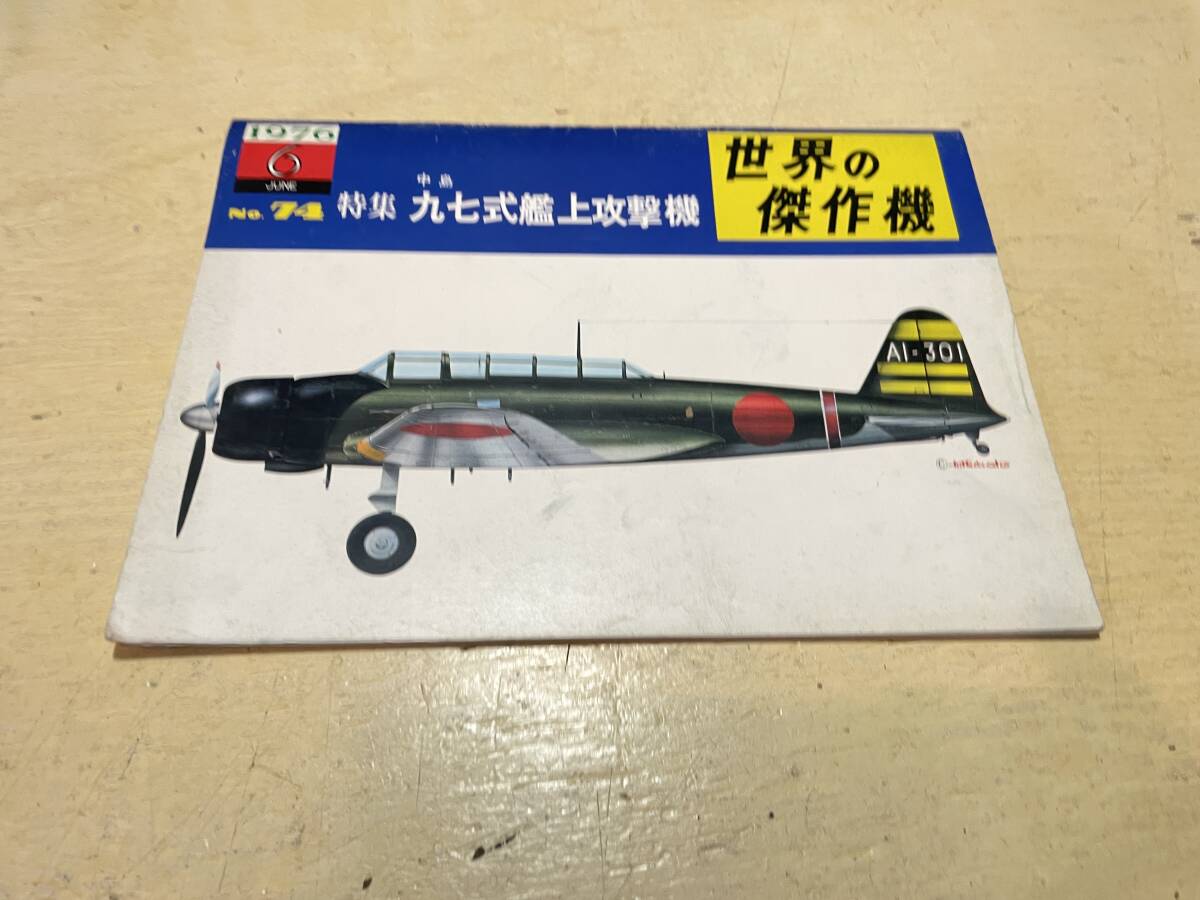 1976
6
JUNE
No. 74 特集 中島 九七式艦上攻撃機
世界の
傑作機
AI-301